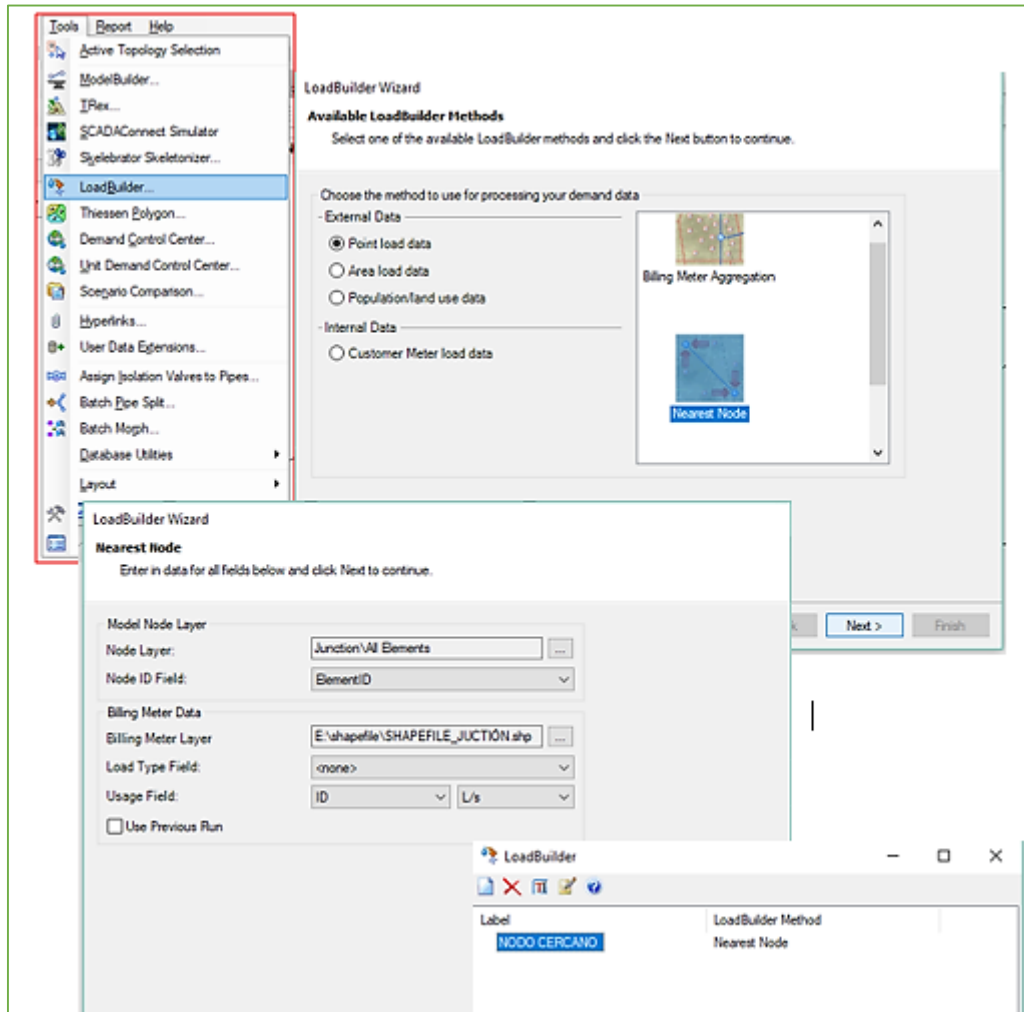 Tools Report Help
Active Topology Selection
ModelBuilder...
TRex...
SCADAConnect Simulator
Skelebrator Skeletonizer...
LoadBuilder...
Thiessen Polygon...
Demand Control Center...
Unit Demand Control Center...
Scenario Comparison...
Hyperlinks...
User Data Extensions...
Assign Isolation Valves to Pipes...
Batch Pipe Split...
Batch Morph...
Database Utilities
Layout
LoadBuilder Wizard
Available LoadBuilder Methods
Select one of the available LoadBuilder methods and click the Next button to continue.
Choose the method to use for processing your demand data
External Data
Point load data
Area load data
Population/land use data
Internal Data
Customer Meter load data
Billing Meter Aggregation
Nearest Node
Next >
Finish
LoadBuilder Wizard
Nearest Node
Enter in data for all fields below and click Next to continue.
Model Node Layer
Node Layer: Junction\All Elements ...
Node ID Field: ElementID
Billing Meter Data
Billing Meter Layer E:\shapefile\SHAPEFILE_JUCTIÓN.shp ...
Load Type Field: <none>
Usage Field: ID L/s
Use Previous Run
LoadBuilder
Label LoadBuilder Method
NODO CERCANO Nearest Node